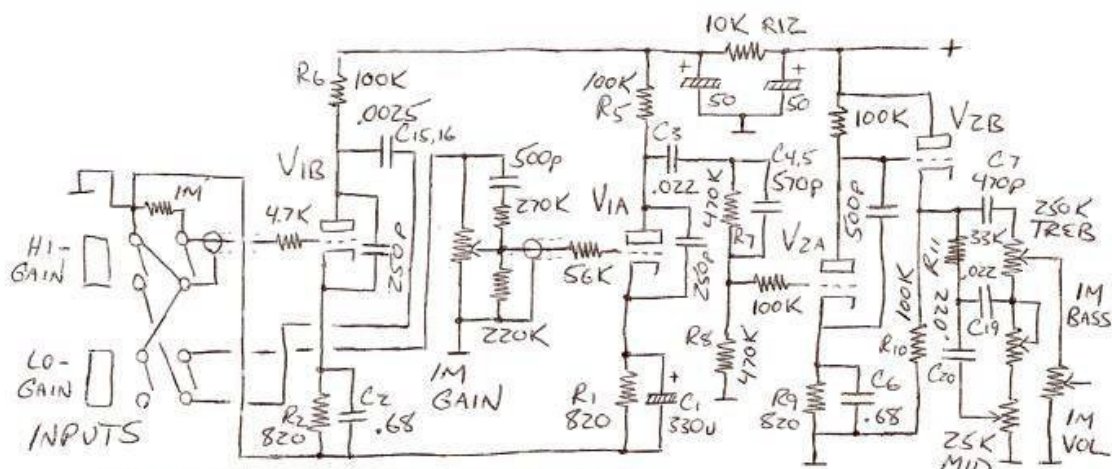 10K R12
+
R6 100K
.0025
C15,16
100K
R5
+
50
+
50
100K
V2B
1M
V1B
500p
C3
.022
C4,5
570p
C7
470p
250K
TREB
HI-
GAIN
47K
250p
270K
V1A
470K
R7
V2A
500p
R11
33K
.022
56K
250p
100K
100K
.022
C19
1M
BASS
LO-
GAIN
220K
R8
470K
R10
C20
INPUTS
R2
820
C2
.68
1M
GAIN
R1
820
+
C1
330u
R9
820
C6
.68
25K
MID
1M
VOL